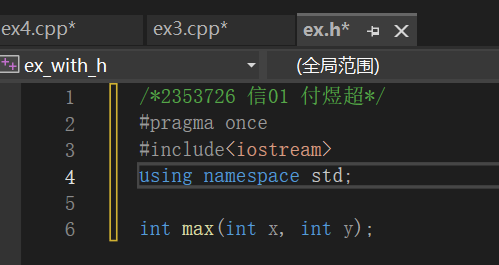 ex4.cpp* ex3.cpp* ex.h*
ex_with_h (全局范围)
1 /*2353726 信01 付煜超*/
2 #pragma once
3 #include<iostream>
4 using namespace std;
5
6 int max(int x, int y);